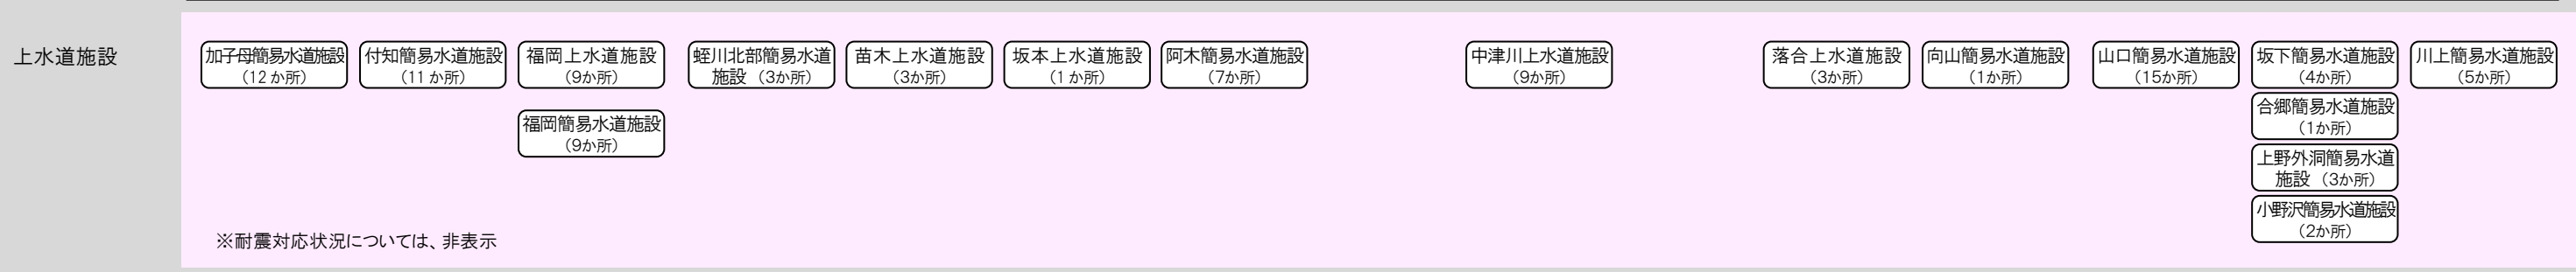 上水道施設
加子母簡易水道施設
（12 か所）
付知簡易水道施設
（11 か所）
福岡上水道施設
（9か所）
福岡簡易水道施設
（9か所）
蛭川北部簡易水道
施設 （3か所）
苗木上水道施設
（3か所）
坂本上水道施設
（1 か所）
阿木簡易水道施設
（7か所）
中津川上水道施設
（9か所）
落合上水道施設
（3か所）
向山簡易水道施設
（1か所）
山口簡易水道施設
（15か所）
坂下簡易水道施設
（4か所）
合郷簡易水道施設
（1か所）
上野外洞簡易水道
施設 （3か所）
小野沢簡易水道施設
（2か所）
川上簡易水道施設
（5か所）
※耐震対応状況については、非表示